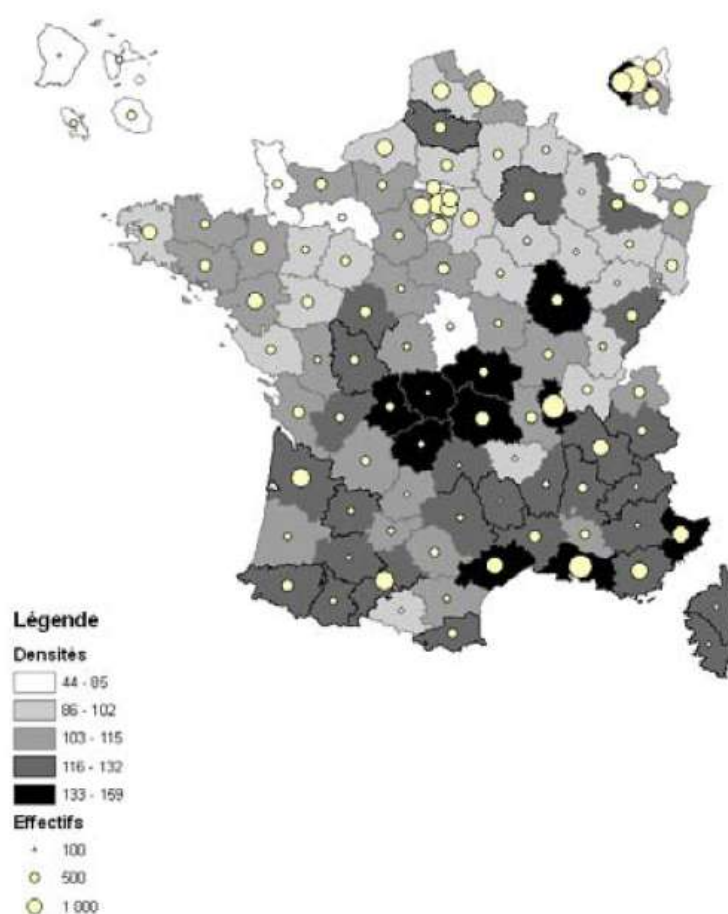 Légende
Densités
44 - 85
86 - 102
103 - 115
116 - 132
133 - 159
Effectifs
100
500
1 000